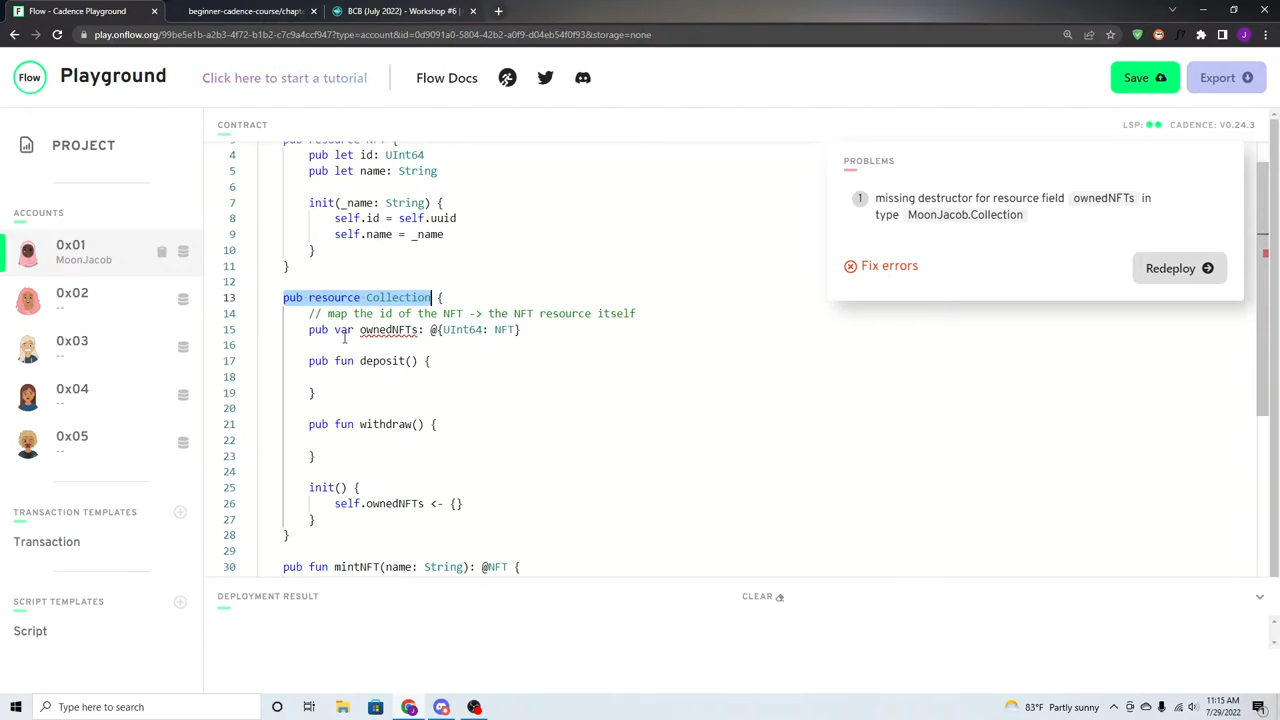 Flow - Cadence Playground
beginner-cadence-course/chapte
BCB (July 2022) - Workshop #6 |
play.onflow.org/99be5e1b-a2b3-4f72-b1b2-c7c9a4ccf947?type=account&id=0d9091a0-5804-42b2-a0f9-d04eb54f0f93&storage=none
Flow
Playground
Click here to start a tutorial
Flow Docs
Save
Export
PROJECT
ACCOUNTS
0x01
MoonJacob
0x02
--
0x03
--
0x04
--
0x05
--
TRANSACTION TEMPLATES
Transaction
SCRIPT TEMPLATES
Script
CONTRACT
LSP:
CADENCE: V0.24.3
3 pub resource NFT {
4 pub let id: UInt64
5 pub let name: String
6
7 init(_name: String) {
8 self.id = self.uuid
9 self.name = _name
10 }
11 }
12
13 pub resource Collection {
14 // map the id of the NFT -> the NFT resource itself
15 pub var ownedNFTs: @{UInt64: NFT}
16
17 pub fun deposit() {
18
19 }
20
21 pub fun withdraw() {
22
23 }
24
25 init() {
26 self.ownedNFTs <- {}
27 }
28 }
29
30 pub fun mintNFT(name: String): @NFT {
PROBLEMS
1 missing destructor for resource field ownedNFTs in
type MoonJacob.Collection
Fix errors
Redeploy
DEPLOYMENT RESULT
CLEAR
Type here to search
83°F Partly sunny
11:15 AM
7/29/2022